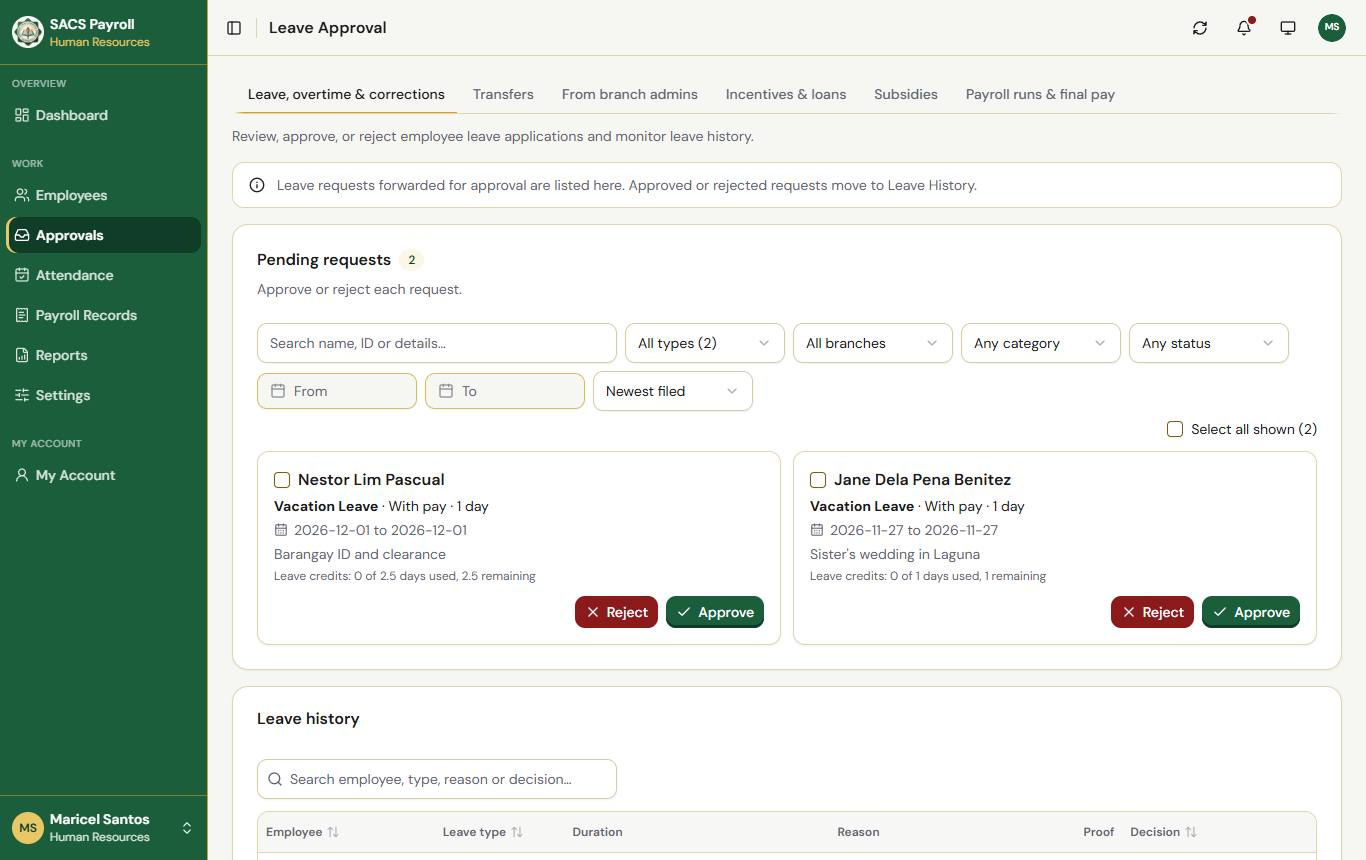 SACS Payroll
Human Resources
OVERVIEW
Dashboard
WORK
Employees
Approvals
Attendance
Payroll Records
Reports
Settings
MY ACCOUNT
My Account
MS
Maricel Santos
Human Resources
Leave Approval
MS
Leave, overtime & corrections
Transfers
From branch admins
Incentives & loans
Subsidies
Payroll runs & final pay
Review, approve, or reject employee leave applications and monitor leave history.
Leave requests forwarded for approval are listed here. Approved or rejected requests move to Leave History.
Pending requests 2
Approve or reject each request.
Search name, ID or details...
All types (2)
All branches
Any category
Any status
From
To
Newest filed
Select all shown (2)
Nestor Lim Pascual
Vacation Leave · With pay · 1 day
2026-12-01 to 2026-12-01
Barangay ID and clearance
Leave credits: 0 of 2.5 days used, 2.5 remaining
Reject
Approve
Jane Dela Pena Benitez
Vacation Leave · With pay · 1 day
2026-11-27 to 2026-11-27
Sister's wedding in Laguna
Leave credits: 0 of 1 days used, 1 remaining
Reject
Approve
Leave history
Search employee, type, reason or decision...
Employee
Leave type
Duration
Reason
Proof
Decision